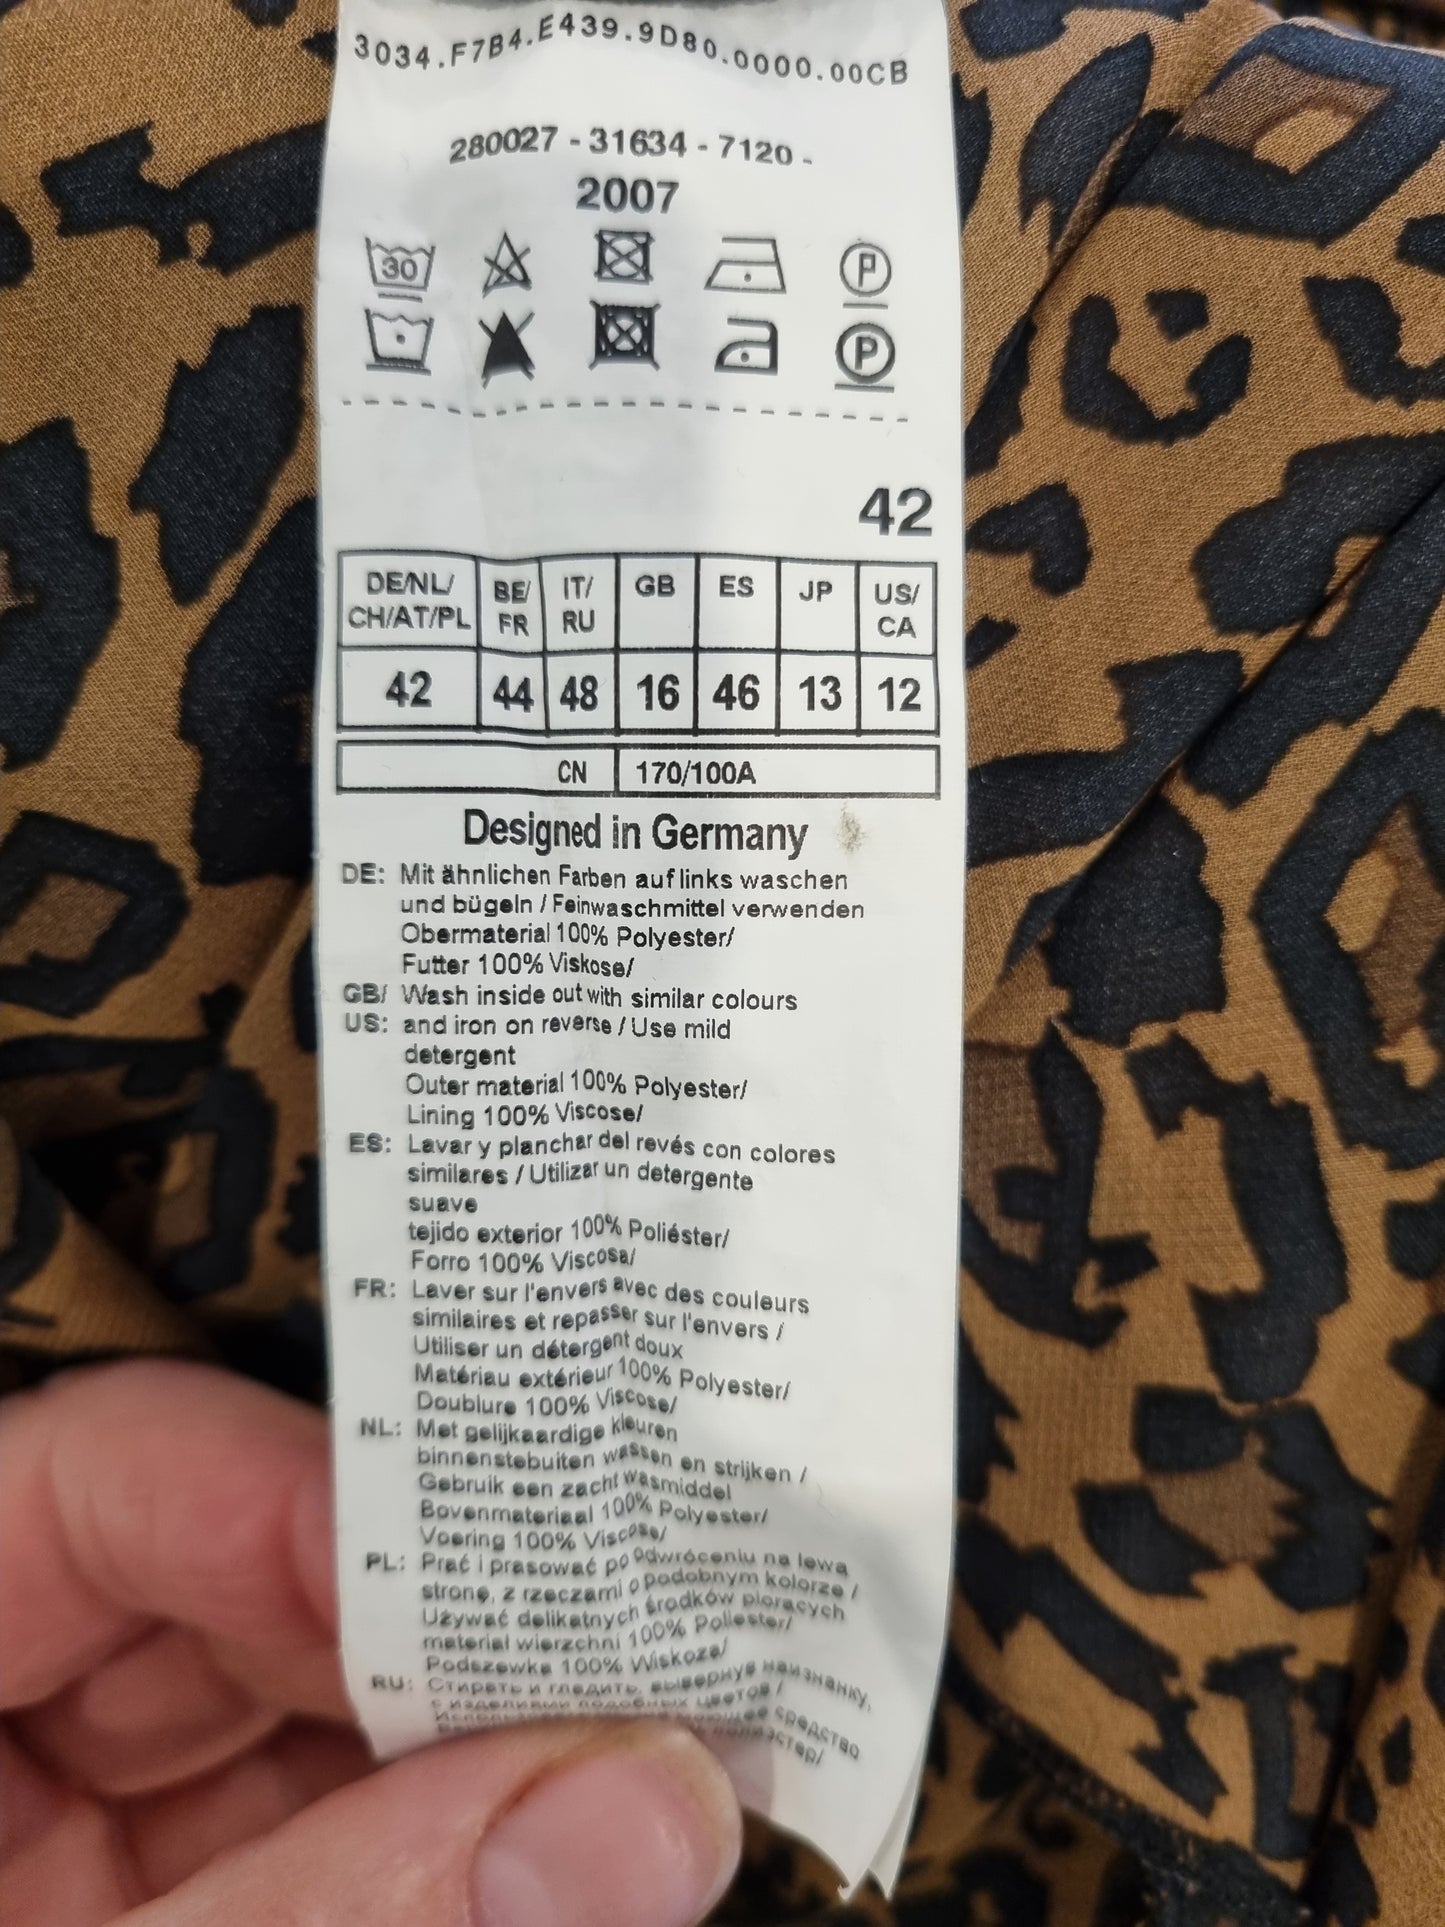 3034.F7B4.E439.9D80.0000.00CB
280027 - 31634 - 7120 -
2007
30
P
P
42
DE/NL/ CH/AT/PL BE/ FR IT/ RU GB ES JP US/ CA
42 44 48 16 46 13 12
CN 170/100A
Designed in Germany
DE: Mit ähnlichen Farben auf links waschen
und bügeln / Feinwaschmittel verwenden
Obermaterial 100% Polyester/
Futter 100% Viskose/
GB/ Wash inside out with similar colours
US: and iron on reverse / Use mild
detergent
Outer material 100% Polyester/
Lining 100% Viscose/
ES: Lavar y planchar del revés con colores
similares / Utilizar un detergente
suave
tejido exterior 100% Poliéster/
Forro 100% Viscosa/
FR: Laver sur l'envers avec des couleurs
similaires et repasser sur l'envers /
Utiliser un détergent doux
Matériau extérieur 100% Polyester/
Doublure 100% Viscose/
NL: Met gelijkaardige kleuren
binnenstebuiten wassen en strijken /
Gebruik een zacht wasmiddel
Bovenmateriaal 100% Polyester/
Voering 100% Viscose/
PL: Prać i prasować po odwróceniu na lewą
stronę, z rzeczami o podobnym kolorze /
Używać delikatnych środków piorących
materiał wierzchni 100% Poliester/
Podszewka 100% Wiskoza/
RU: Стирать и гладить, вывернув наизнанку,
с изделиями подобных цветов /
средство
полиэстер/